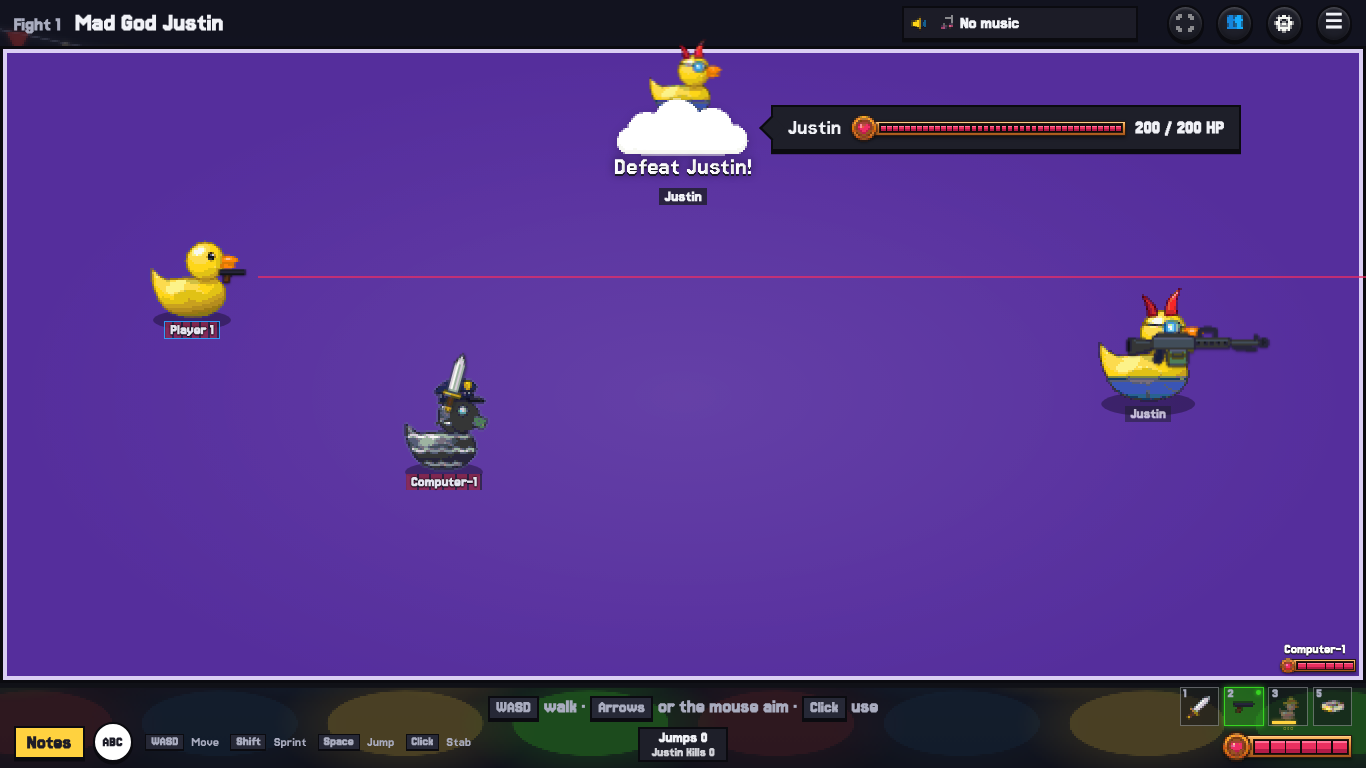 Fight 1 Mad God Justin
No music
Justin 200 / 200 HP
Defeat Justin!
Justin
Player 1
Justin
Computer-1
Computer-1
WASD walk · Arrows or the mouse aim · Click use
1 2 3 5
Notes ABC WASD Move Shift Sprint Space Jump Click Stab
Jumps 0
Justin Kills 0